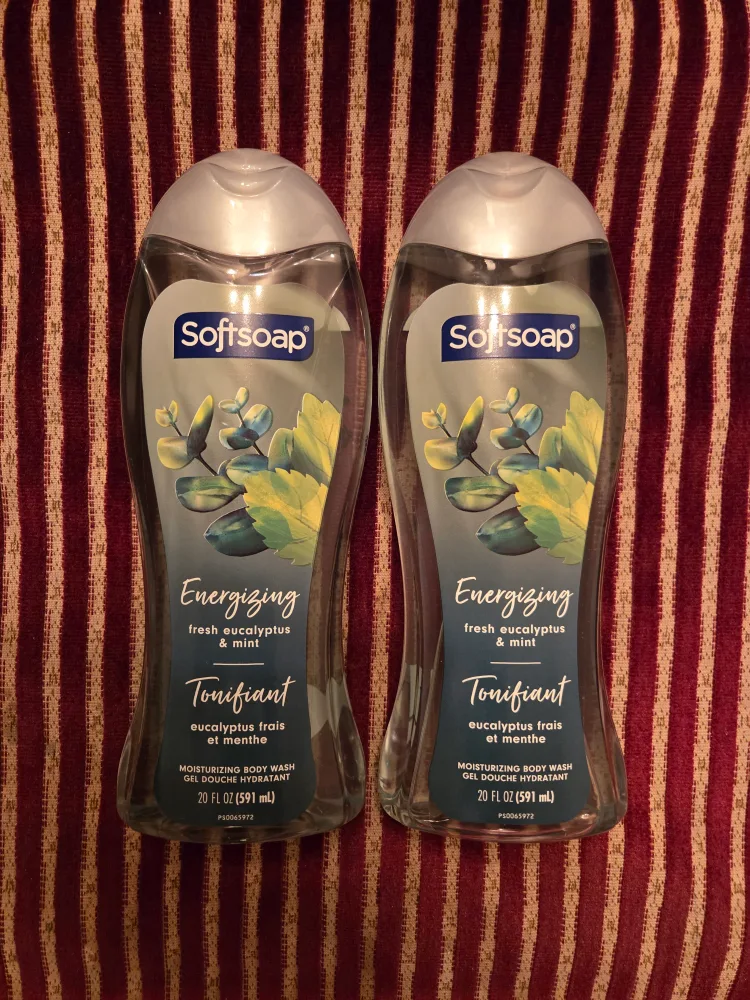 Softsoap®
Energizing
fresh eucalyptus
& mint
Tonifiant
eucalyptus frais
et menthe
MOISTURIZING BODY WASH
GEL DOUCHE HYDRATANT
20 FL OZ (591 mL)
PS0065972
Softsoap®
Energizing
fresh eucalyptus
& mint
Tonifiant
eucalyptus frais
et menthe
MOISTURIZING BODY WASH
GEL DOUCHE HYDRATANT
20 FL OZ (591 mL)
PS0065972